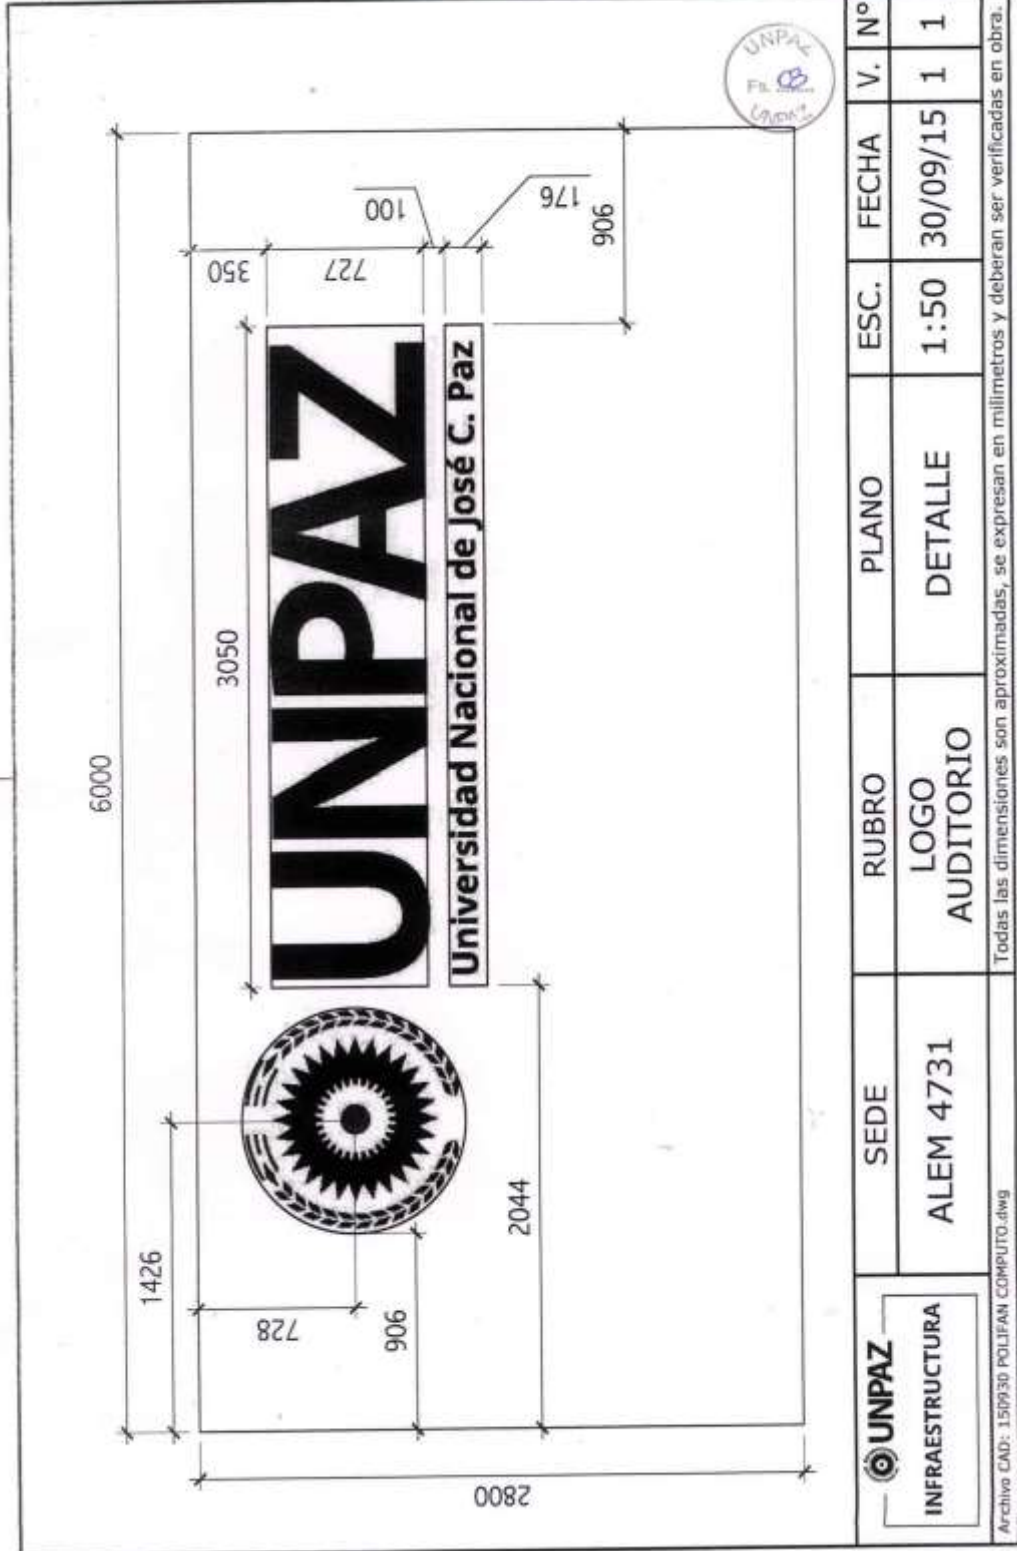 6000
3050
1426
350
727
100
176
906
728
906
2044
2800
UNPAZ
Universidad Nacional de José C. Paz
UNPAZ
Fs. 03
UNPAZ
UNPAZ
INFRAESTRUCTURA
SEDE
ALEM 4731
RUBRO
LOGO
AUDITORIO
PLANO
DETALLE
ESC.
1:50
FECHA
30/09/15
V.
1
N°
1
Archivo CAD: 150930 POLIFAN COMPUTO.dwg
Todas las dimensiones son aproximadas, se expresan en milimetros y deberan ser verificadas en obra.